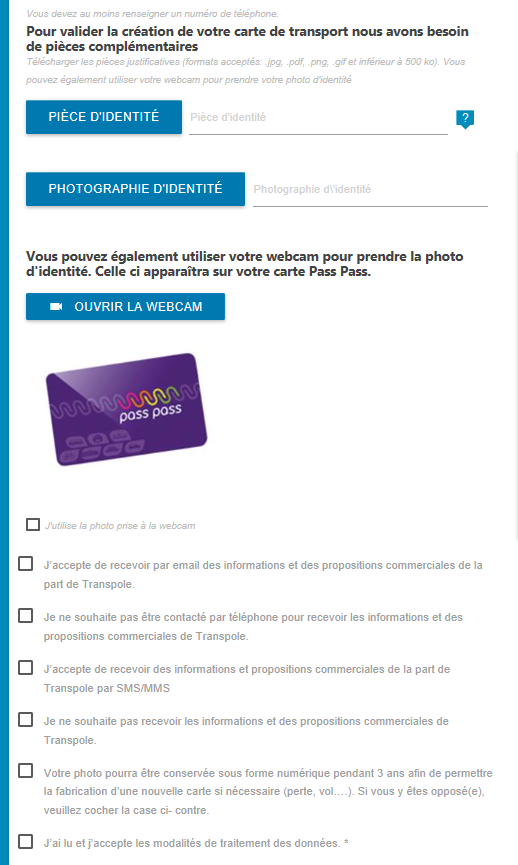 Vous devez au moins renseigner un numéro de téléphone.
Pour valider la création de votre carte de transport nous avons besoin
de pièces complémentaires
Télécharger les pièces justificatives (formats acceptés: .jpg, .pdf, .png, .gif et inférieur à 500 ko). Vous
pouvez également utiliser votre webcam pour prendre votre photo d'identité
PIÈCE D'IDENTITÉ Pièce d'identité ?
PHOTOGRAPHIE D'IDENTITÉ Photographie d\'identité
Vous pouvez également utiliser votre webcam pour prendre la photo
d'identité. Celle ci apparaîtra sur votre carte Pass Pass.
OUVRIR LA WEBCAM
pass pass
J'utilise la photo prise à la webcam
J'accepte de recevoir par email des informations et des propositions commerciales de la
part de Transpole.
Je ne souhaite pas être contacté par téléphone pour recevoir les informations et des
propositions commerciales de Transpole.
J'accepte de recevoir des informations et propositions commerciales de la part de
Transpole par SMS/MMS
Je ne souhaite pas recevoir les informations et des propositions commerciales de
Transpole.
Votre photo pourra être conservée sous forme numérique pendant 3 ans afin de permettre
la fabrication d'une nouvelle carte si nécessaire (perte, vol....). Si vous y êtes opposé(e),
veuillez cocher la case ci- contre.
J'ai lu et j'accepte les modalités de traitement des données. *